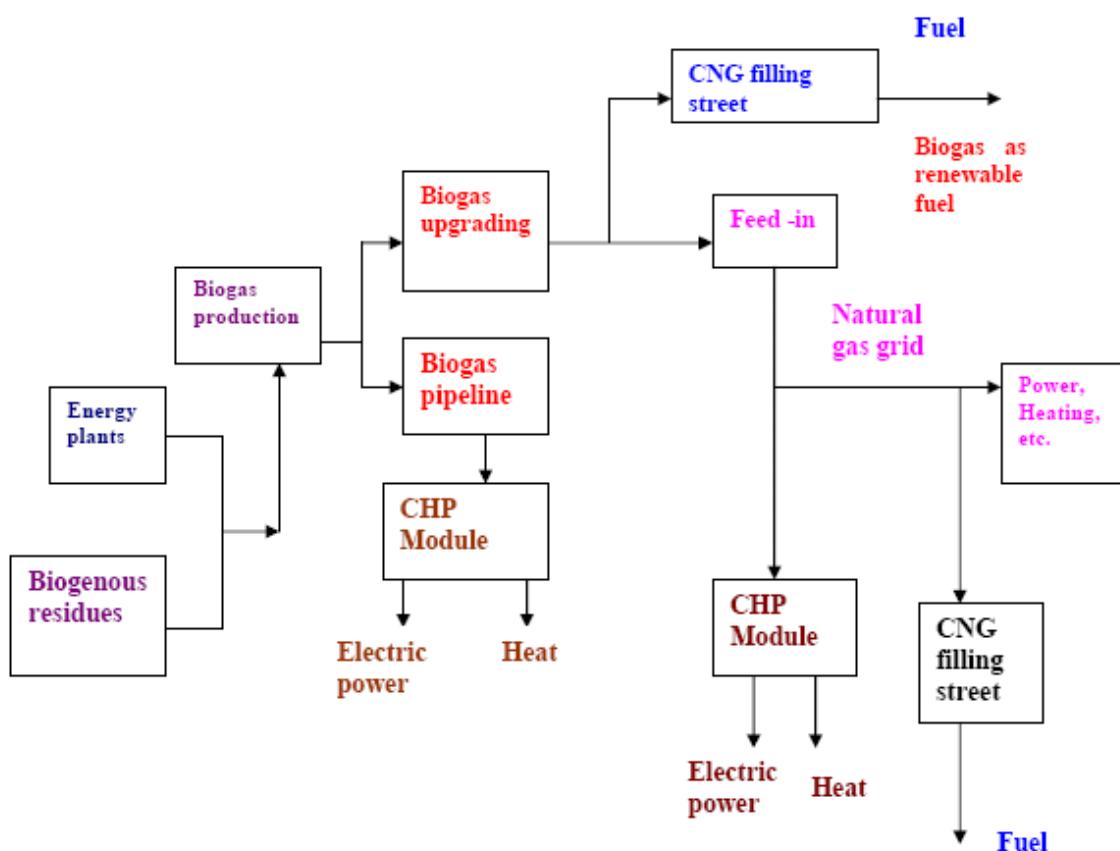 Fuel
CNG filling
street
Biogas as
renewable
fuel
Biogas
upgrading
Feed -in
Biogas
production
Natural
gas grid
Biogas
pipeline
Power,
Heating,
etc.
Energy
plants
CHP
Module
Biogenous
residues
Electric
power
Heat
CHP
Module
CNG
filling
street
Electric
power
Heat
Fuel